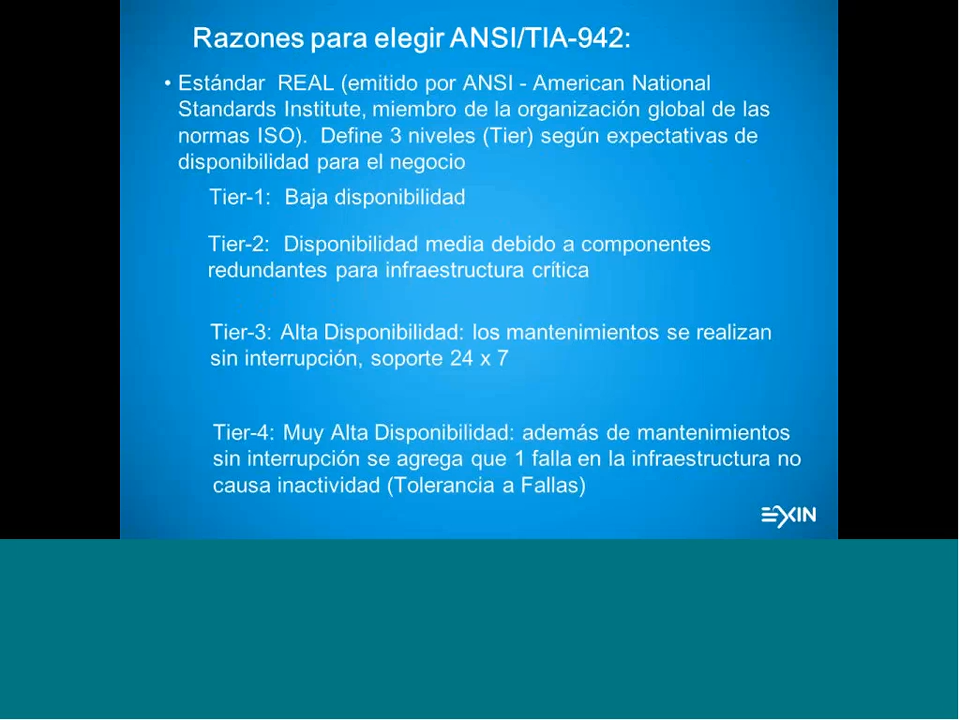 Razones para elegir ANSI/TIA-942:
• Estándar REAL (emitido por ANSI - American National
Standards Institute, miembro de la organización global de las
normas ISO). Define 3 niveles (Tier) según expectativas de
disponibilidad para el negocio
Tier-1: Baja disponibilidad
Tier-2: Disponibilidad media debido a componentes
redundantes para infraestructura crítica
Tier-3: Alta Disponibilidad: los mantenimientos se realizan
sin interrupción, soporte 24 x 7
Tier-4: Muy Alta Disponibilidad: además de mantenimientos
sin interrupción se agrega que 1 falla en la infraestructura no
causa inactividad (Tolerancia a Fallas)
EXIN